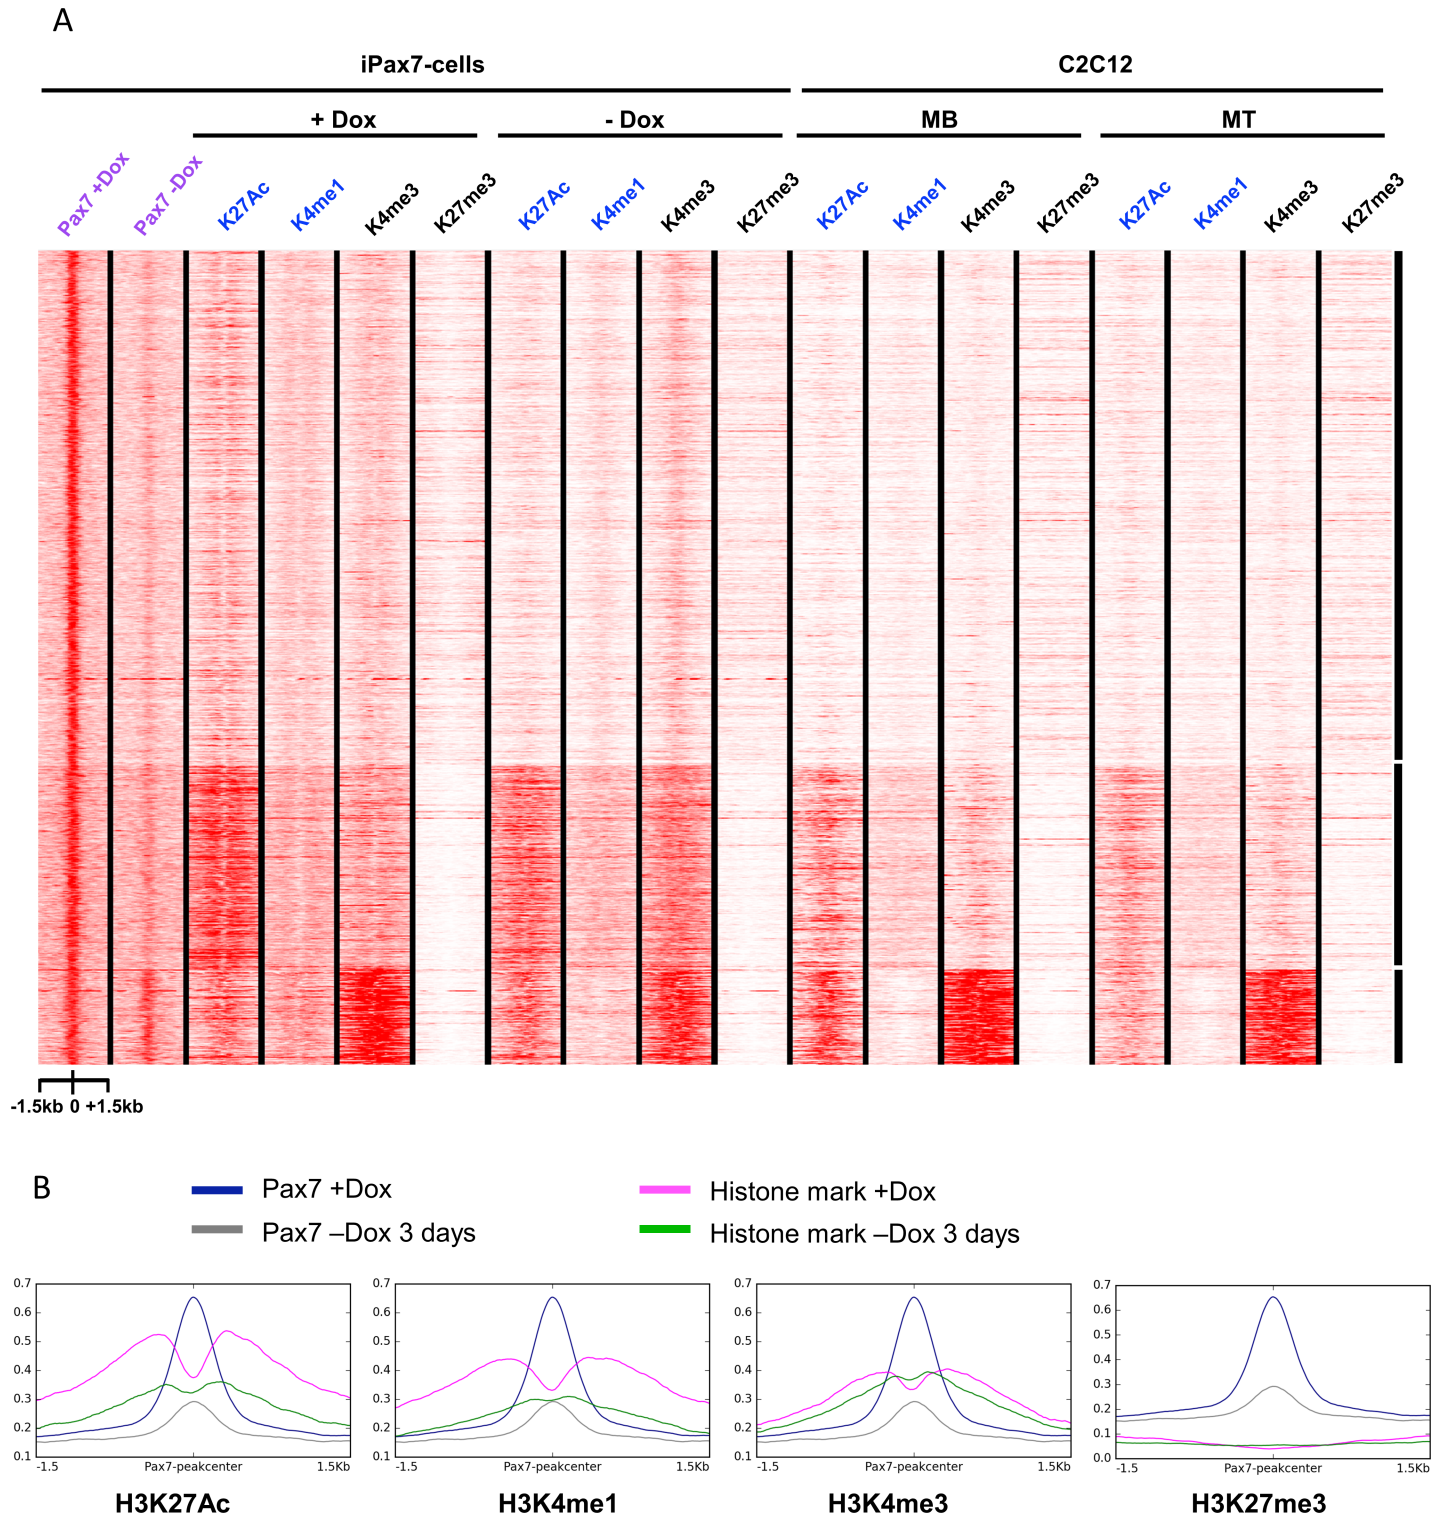 A
iPax7-cells C2C12
+ Dox - Dox MB MT
Pax7 +Dox Pax7 -Dox K27Ac K4me1 K4me3 K27me3 K27Ac K4me1 K4me3 K27me3 K27Ac K4me1 K4me3 K27me3 K27Ac K4me1 K4me3 K27me3
-1.5kb 0 +1.5kb
B
Pax7 +Dox Histone mark +Dox
Pax7 –Dox 3 days Histone mark –Dox 3 days
0.7
0.6
0.5
0.4
0.3
0.2
0.1
-1.5 Pax7-peakcenter 1.5Kb
H3K27Ac
0.7
0.6
0.5
0.4
0.3
0.2
0.1
-1.5 Pax7-peakcenter 1.5Kb
H3K4me1
0.7
0.6
0.5
0.4
0.3
0.2
0.1
-1.5 Pax7-peakcenter 1.5Kb
H3K4me3
0.7
0.6
0.5
0.4
0.3
0.2
0.1
0.0
-1.5 Pax7-peakcenter 1.5Kb
H3K27me3